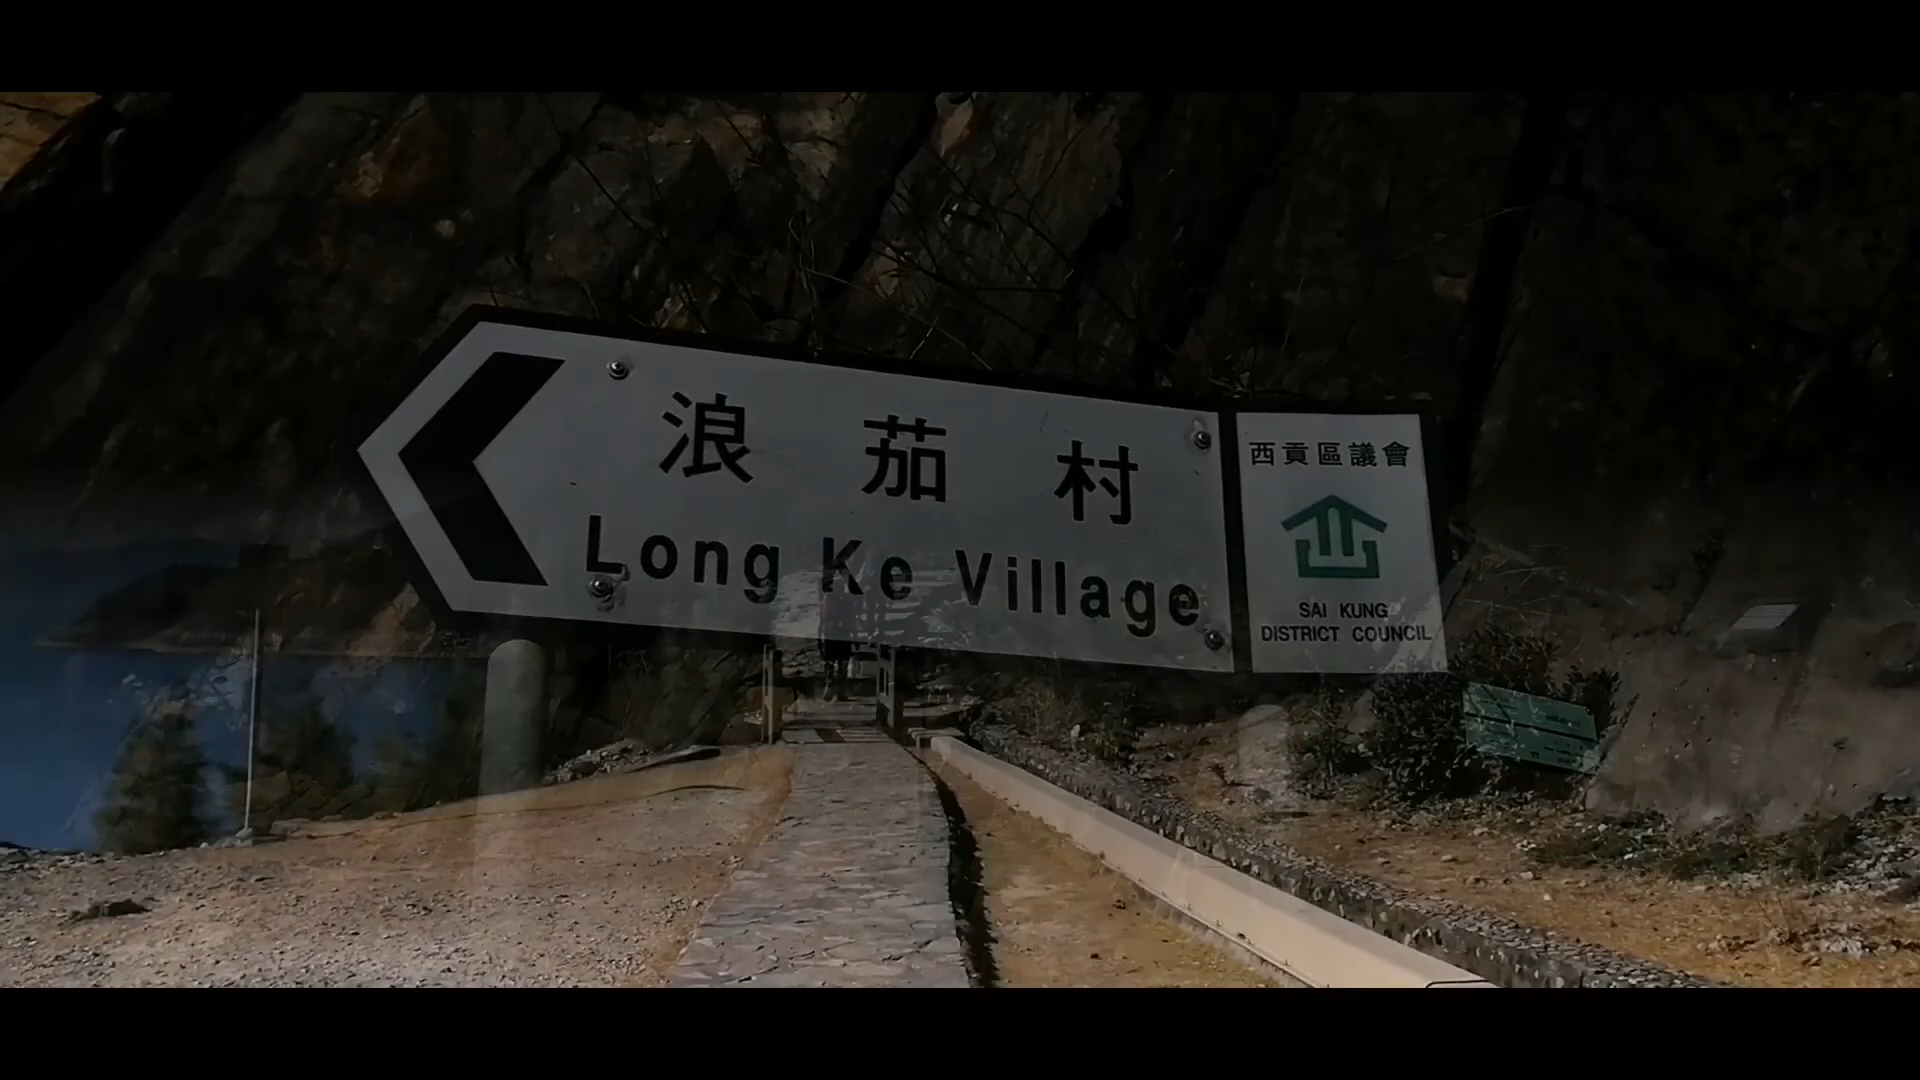 浪茄村
Long Ke Village
西貢區議會
SAI KUNG
DISTRICT COUNCIL